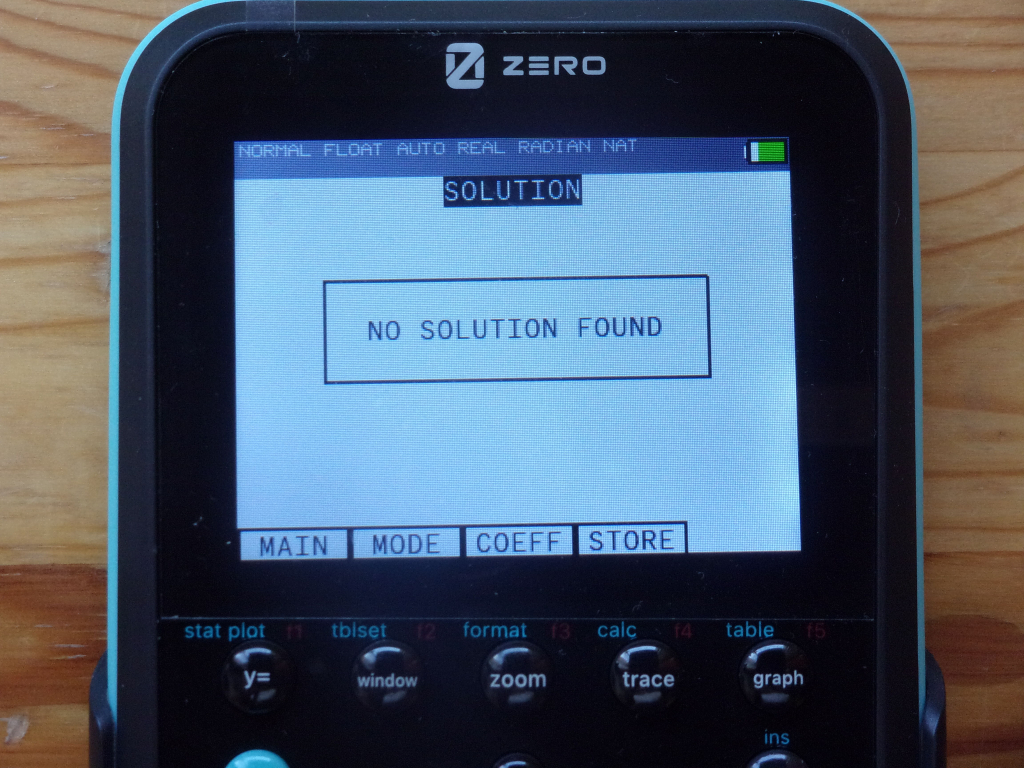 ZERO
NORMAL FLOAT AUTO REAL RADIAN NAT
SOLUTION
NO SOLUTION FOUND
MAIN MODE COEFF STORE
stat plot f1 tblset f2 format f3 calc f4 table f5
y= window zoom trace graph
ins